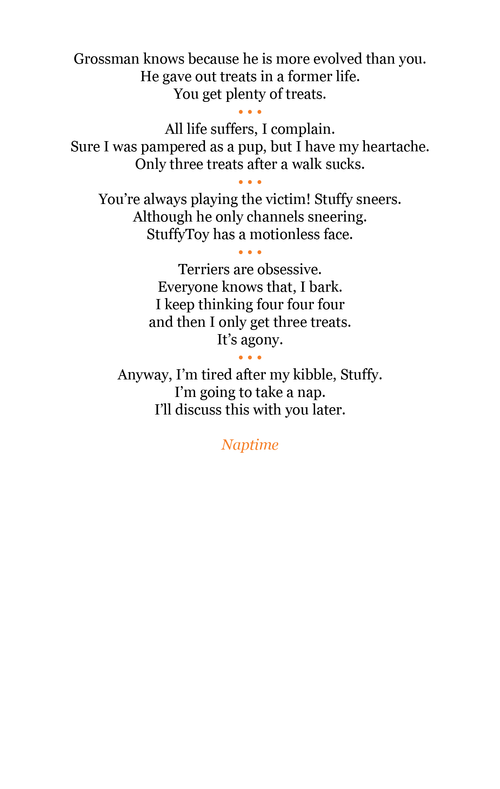 Grossman knows because he is more evolved than you.
He gave out treats in a former life.
You get plenty of treats.
• • •
All life suffers, I complain.
Sure I was pampered as a pup, but I have my heartache.
Only three treats after a walk sucks.
• • •
You’re always playing the victim! Stuffy sneers.
Although he only channels sneering.
StuffyToy has a motionless face.
• • •
Terriers are obsessive.
Everyone knows that, I bark.
I keep thinking four four four
and then I only get three treats.
It’s agony.
• • •
Anyway, I’m tired after my kibble, Stuffy.
I’m going to take a nap.
I’ll discuss this with you later.
Naptime